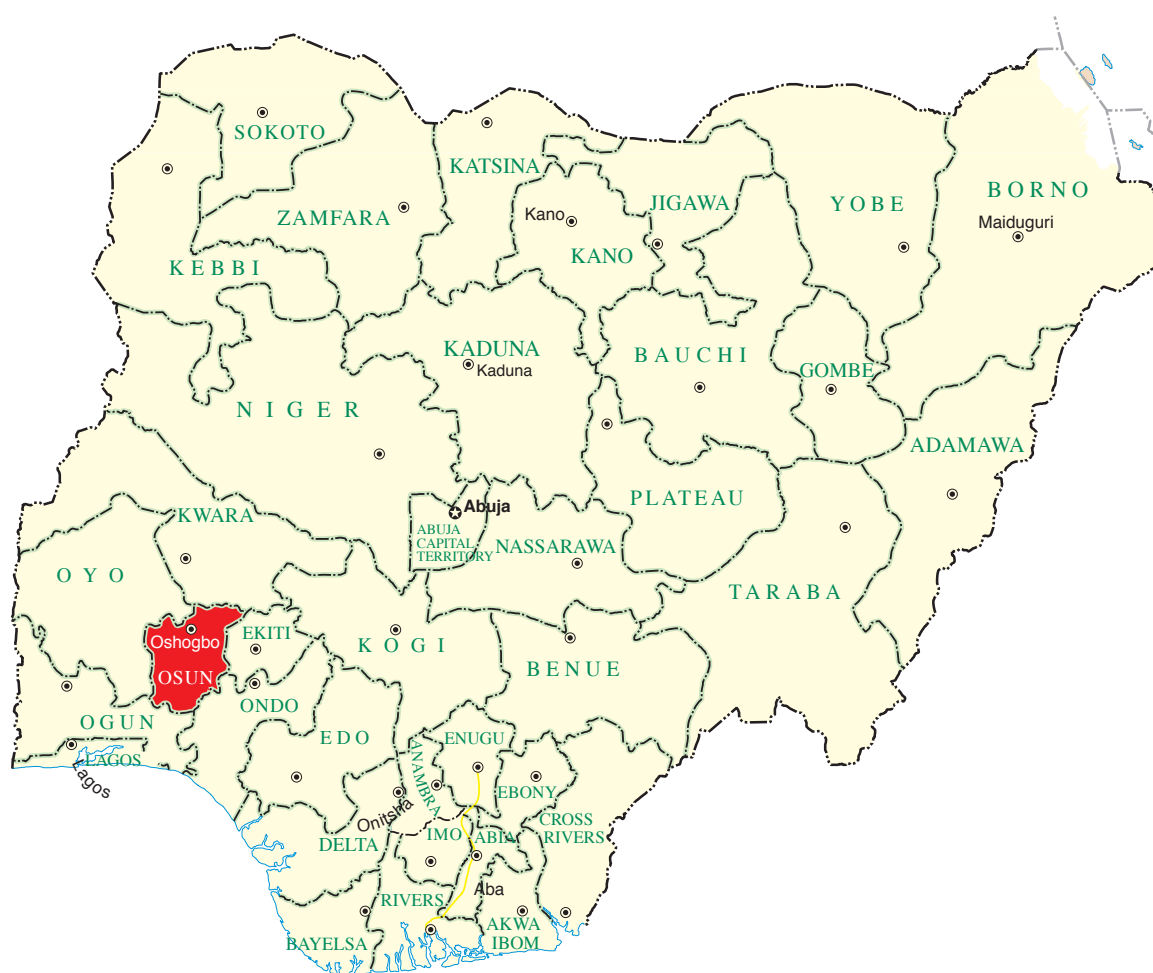 SOKOTO
KATSINA
ZAMFARA
Kano
JIGAWA
YOBE
BORNO
Maiduguri
KEBBI
KANO
KADUNA
Kaduna
BAUCHI
GOMBE
NIGER
ADAMAWA
PLATEAU
Abuja
KWARA
ABUJA
CAPITAL
TERRITORY
NASSARAWA
OYO
TARABA
Oshogbo
EKITI
KOGI
BENUE
OSUN
ONDO
OGUN
EDO
ENUGU
ANAMBRA
LAGOS
Lagos
EBONY
Onitsha
CROSS
RIVERS
IMO
ABIA
DELTA
Aba
RIVERS
AKWA
IBOM
BAYELSA